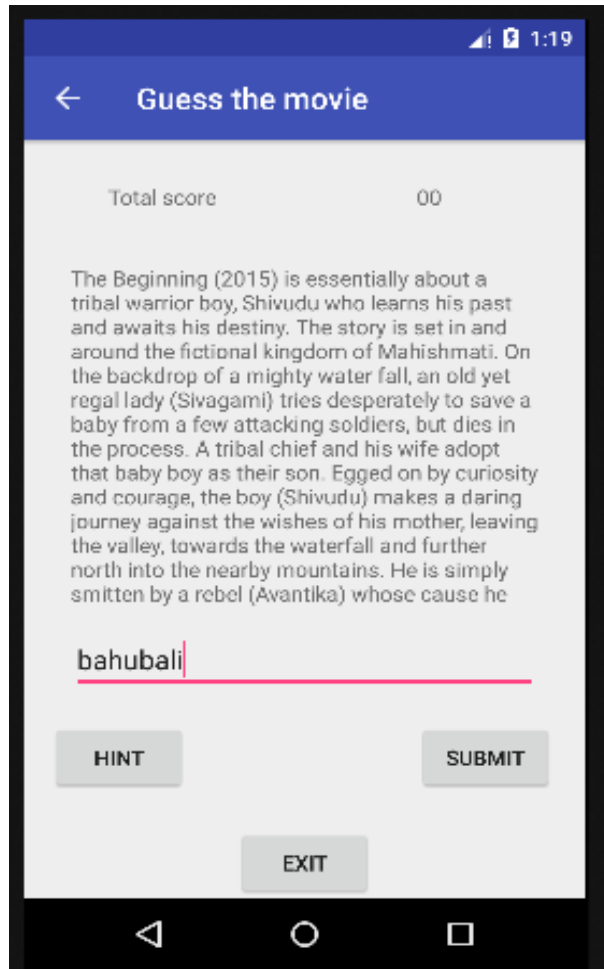 1:19
Guess the movie
Total score 00
The Beginning (2015) is essentially about a
tribal warrior boy, Shivudu who learns his past
and awaits his destiny. The story is set in and
around the fictional kingdom of Mahishmati. On
the backdrop of a mighty water fall, an old yet
regal lady (Sivagami) tries desperately to save a
baby from a few attacking soldiers, but dies in
the process. A tribal chief and his wife adopt
that baby boy as their son. Egged on by curiosity
and courage, the boy (Shivudu) makes a daring
journey against the wishes of his mother, leaving
the valley, towards the waterfall and further
north into the nearby mountains. He is simply
smitten by a rebel (Avantika) whose cause he
bahubali
HINT SUBMIT
EXIT